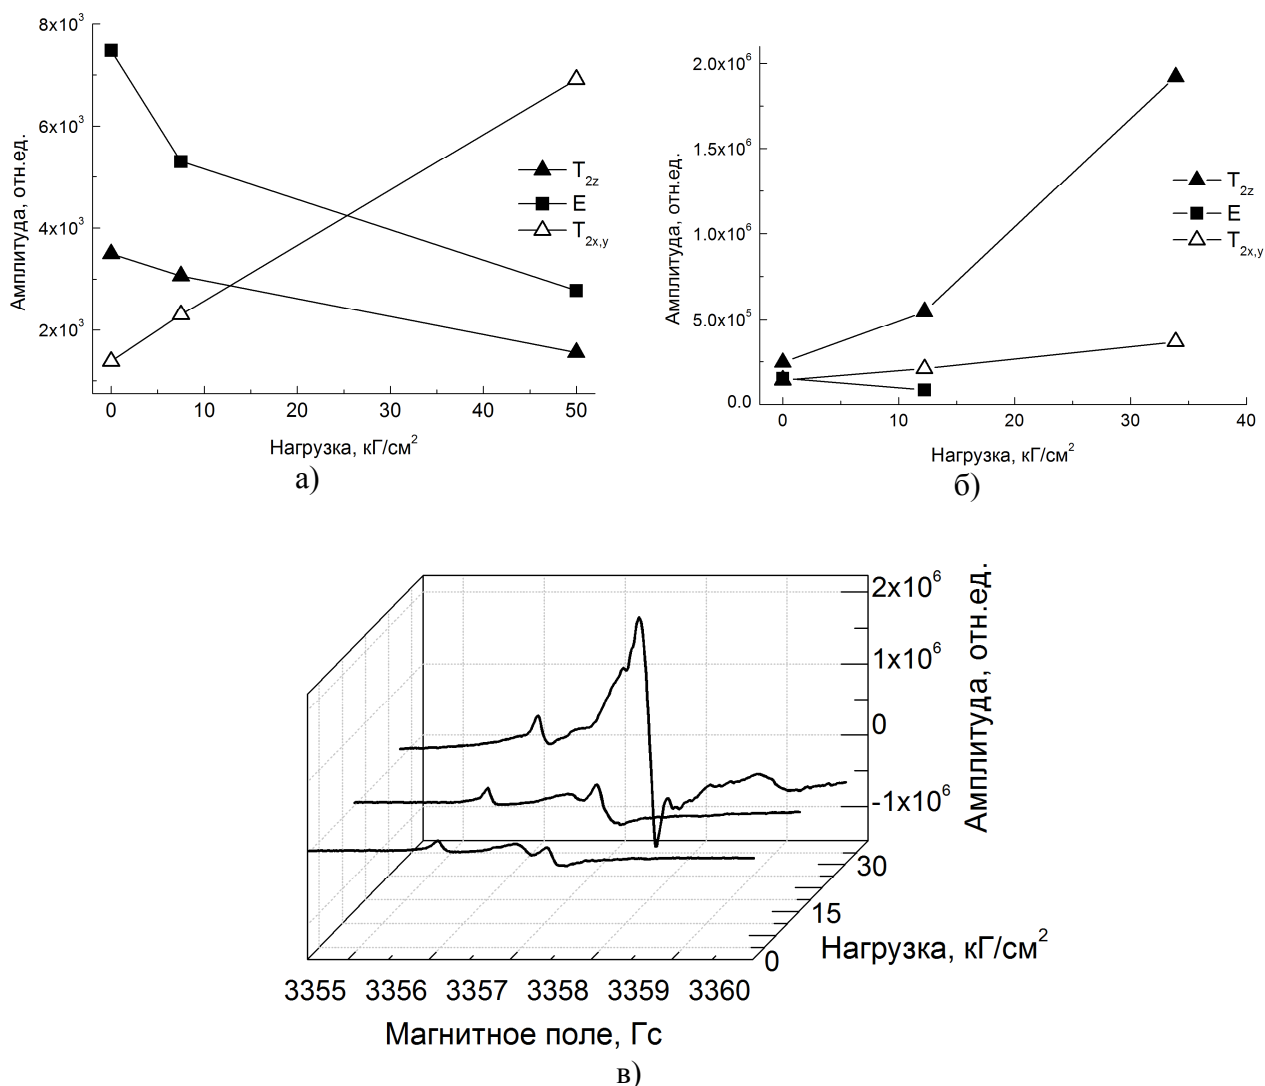 8x10³
6x10³
4x10³
2x10³
Амплитуда, отн.ед.
T2z
E
T2x,y
0 10 20 30 40 50
Нагрузка, кГ/см²
а)
2.0x10⁶
1.5x10⁶
1.0x10⁶
5.0x10⁵
0.0
Амплитуда, отн.ед.
T2z
E
T2x,y
0 10 20 30 40
Нагрузка, кГ/см²
б)
2x10⁶
1x10⁶
0
-1x10⁶
Амплитуда, отн.ед.
30
15
0
Нагрузка, кГ/см²
3355 3356 3357 3358 3359 3360
Магнитное поле, Гс
в)